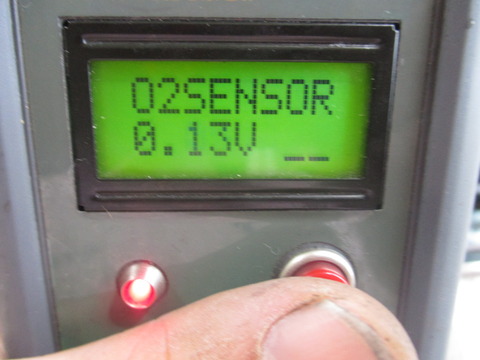 O2SENSOR
0.13V __